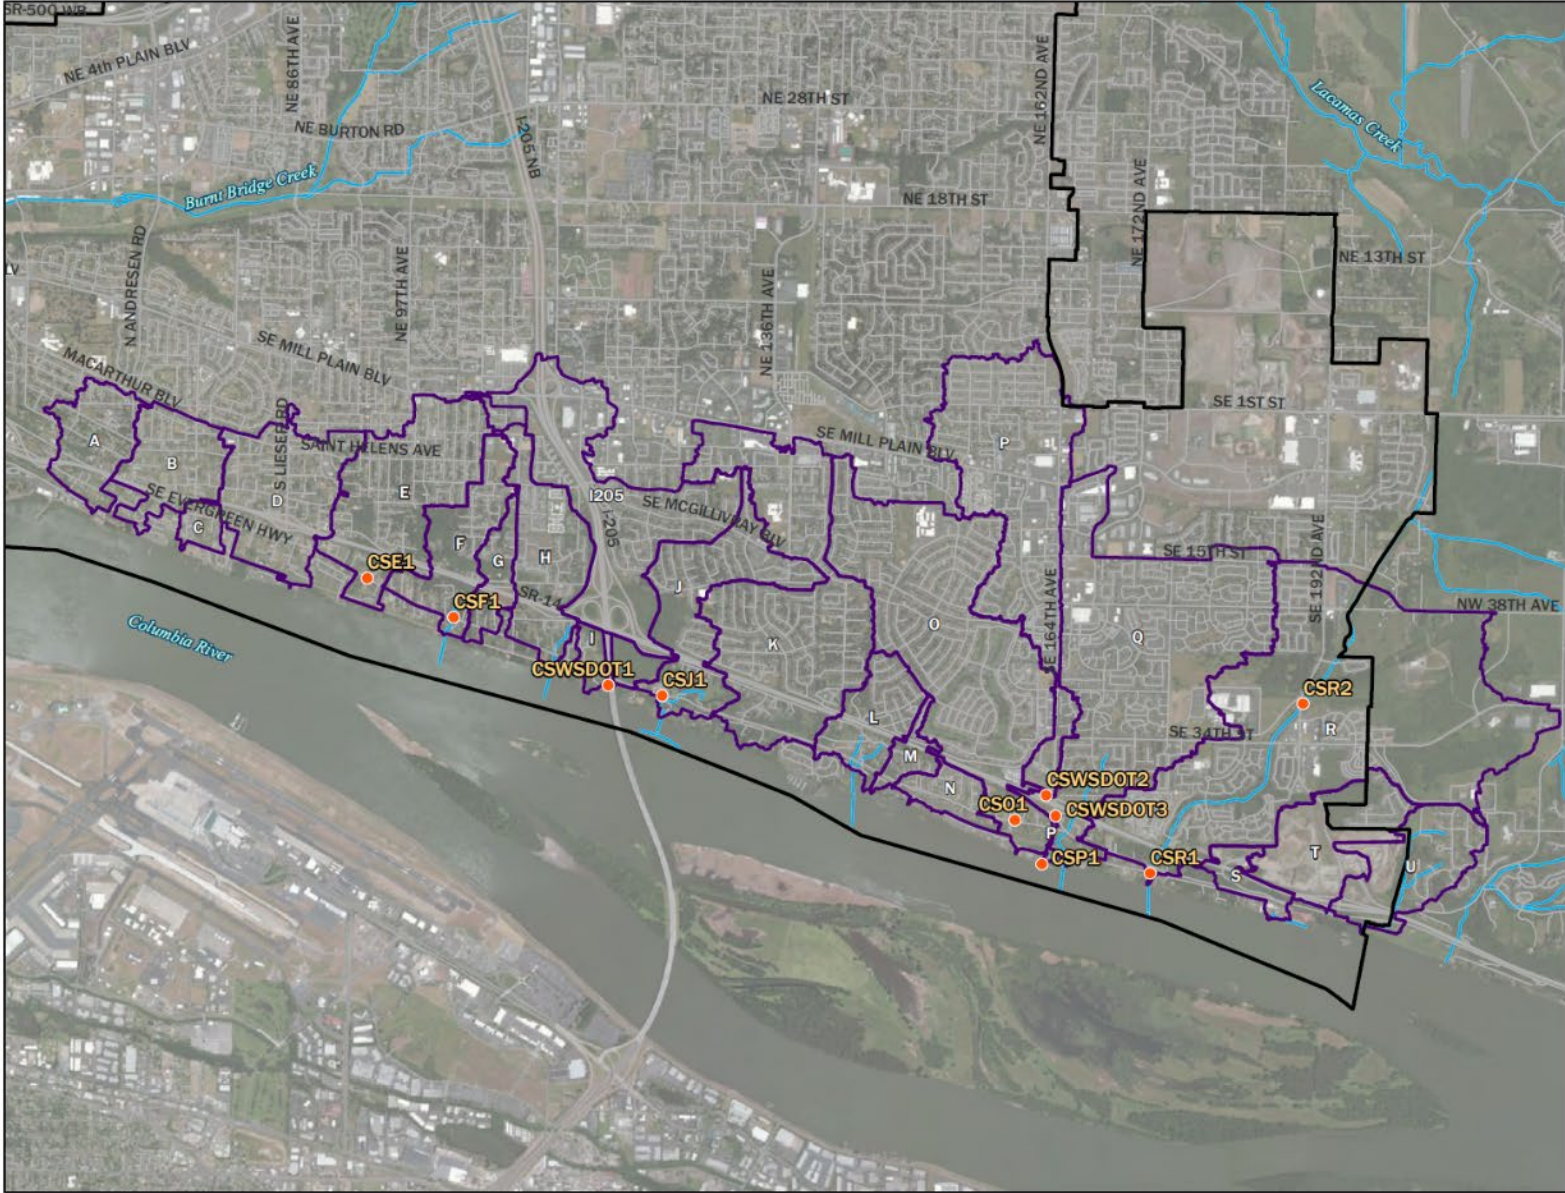 SR-500 WB
NE 4th PLAIN BLV
NE 86TH AVE
NE BURTON RD
I-205 NB
NE 28TH ST
NE 162ND AVE
Lacamas Creek
Burnt Bridge Creek
NE 18TH ST
NE 172ND AVE
NE 13TH ST
LV
N ANDRESEN RD
NE 97TH AVE
NE 136TH AVE
SE MILL PLAIN BLV
MACARTHUR BLV
S LIESER RD
SAINT HELENS AVE
SE MILL PLAIN BLV
SE 1ST ST
A
B
C
D
E
F
G
H
I205
I-205
SE MCGILLIVRAY BLV
P
SE EVERGREEN HWY
SE 15TH ST
SE 192ND AVE
NW 38TH AVE
CSE1
CSF1
SR-14
I
J
K
O
SE 164TH AVE
Q
Columbia River
CSWSDOT1
CSJ1
CSR2
R
SE 34TH ST
L
M
N
CSWSDOT2
CSO1
CSWSDOT3
P
CSP1
CSR1
S
T
U